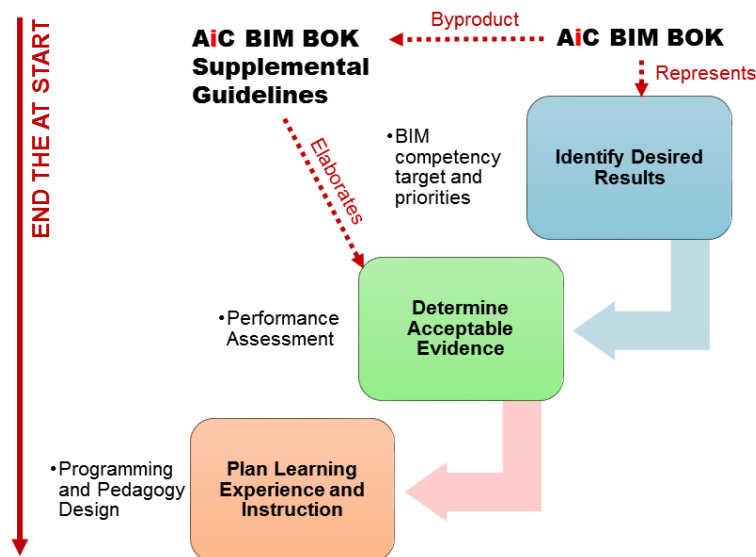 Byproduct
AiC BIM BOK
Supplemental
Guidelines
AiC BIM BOK
Represents
END THE AT START
Elaborates
•BIM
competency
target and
priorities
Identify Desired
Results
•Performance
Assessment
Determine
Acceptable
Evidence
•Programming
and Pedagogy
Design
Plan Learning
Experience and
Instruction